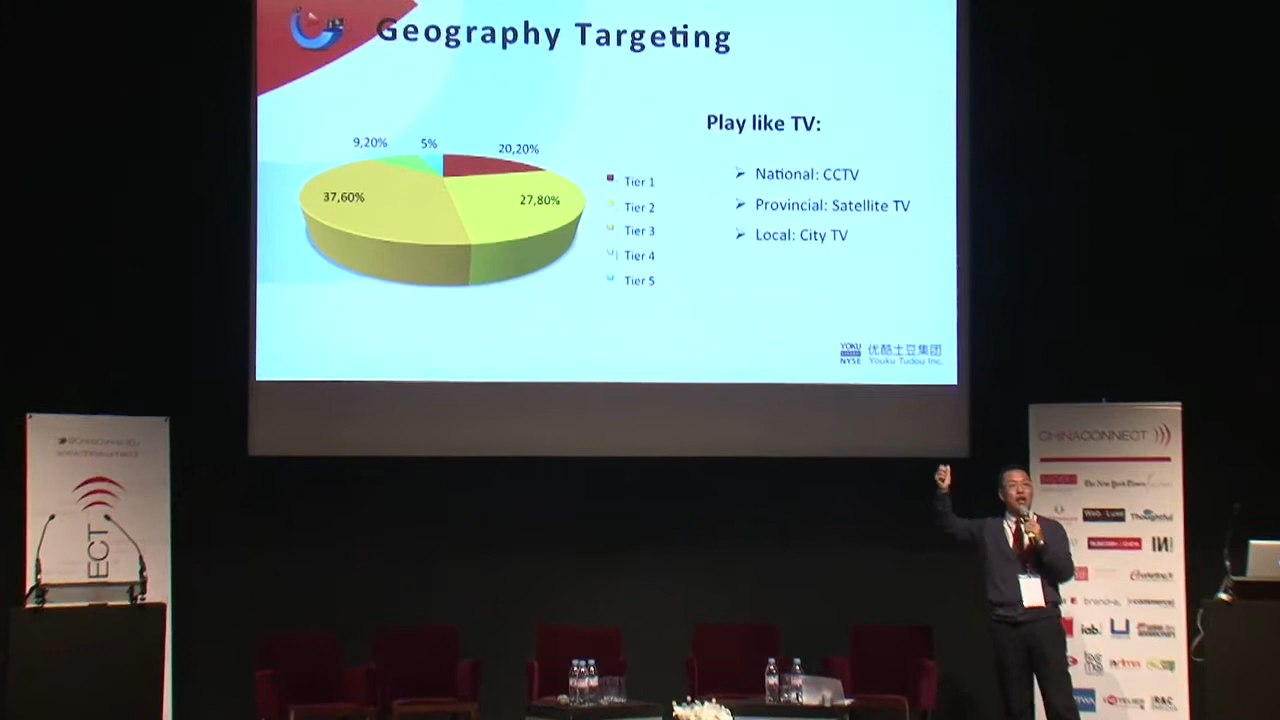 Geography Targeting
Play like TV:
9,20%
5%
20,20%
37,60%
27,80%
Tier 1
Tier 2
Tier 3
Tier 4
Tier 5
➢ National: CCTV
➢ Provincial: Satellite TV
➢ Local: City TV
YOKU
NYSE
优酷土豆集团
Youku Tudou Inc.
ECT
CHINACONNECT
The New York Times
Thoughtful
iab.